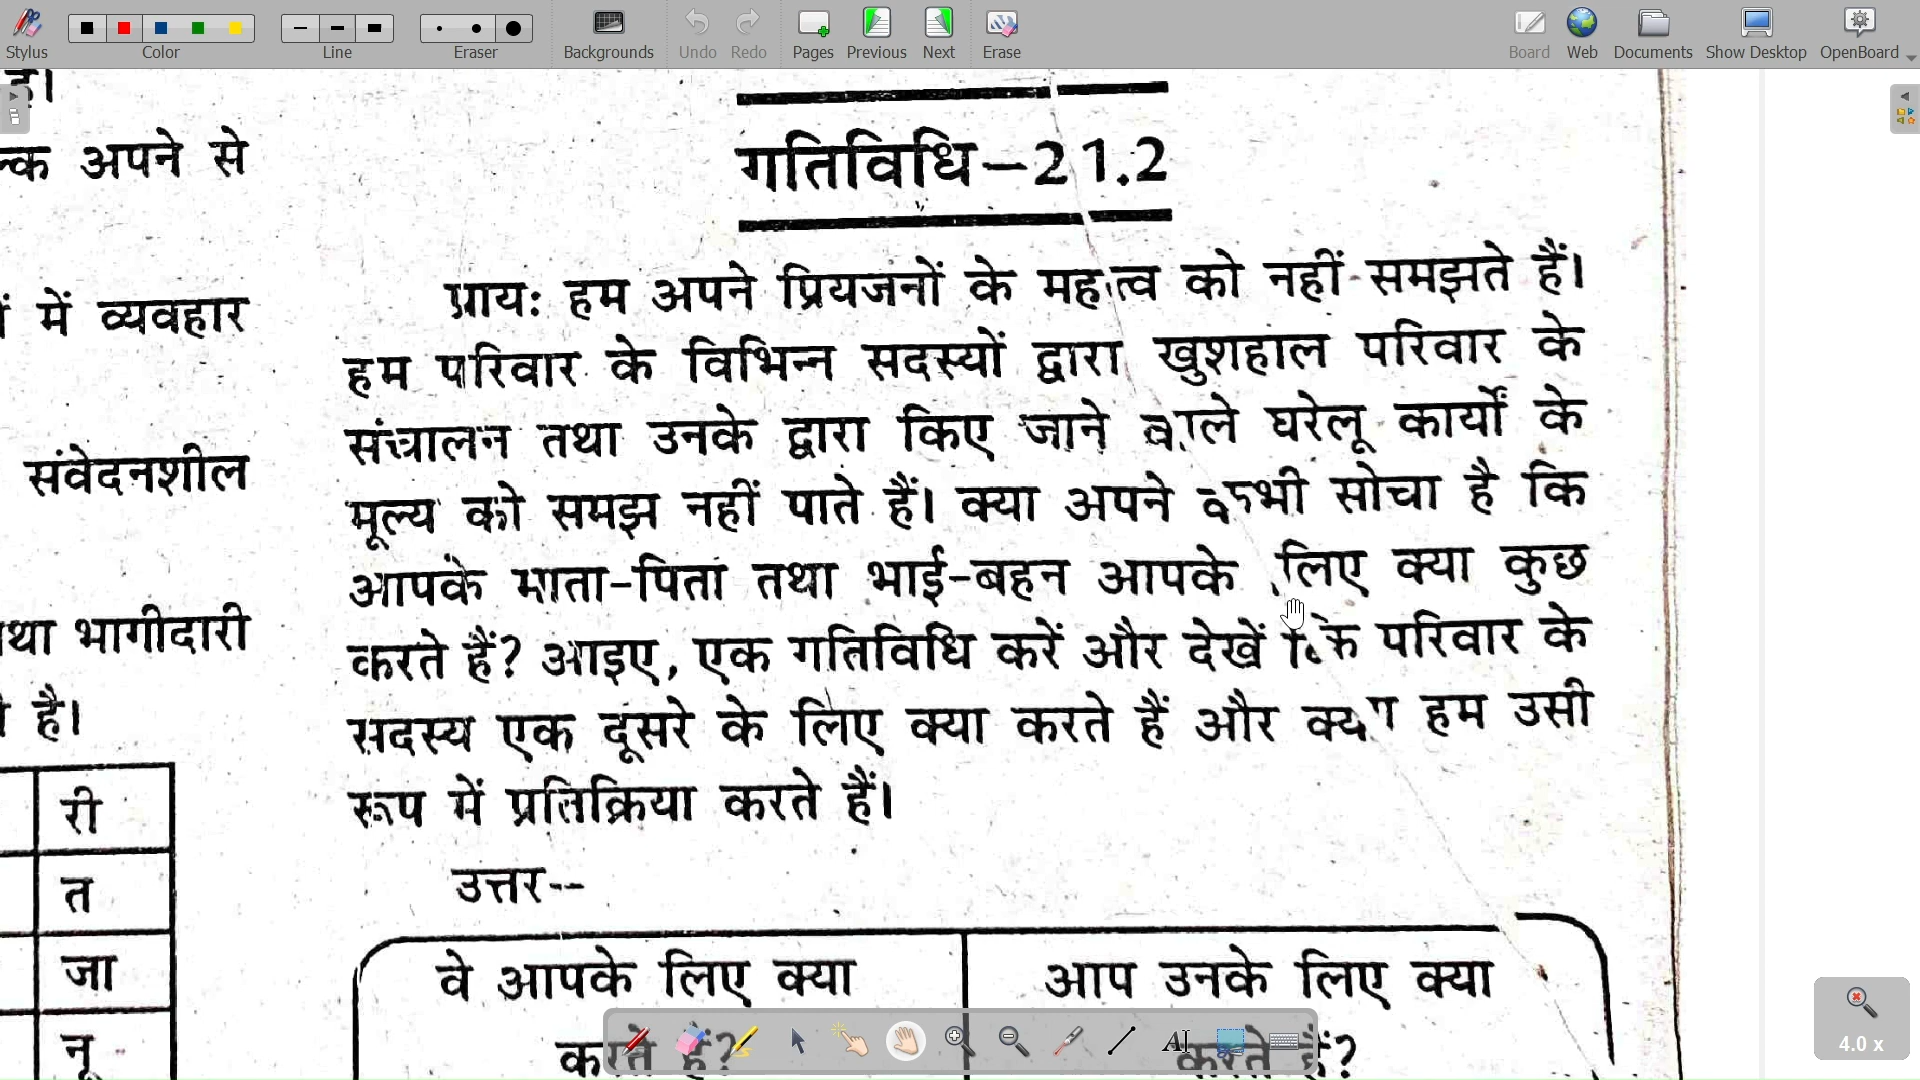 Stylus
Color
Line
Eraser
Backgrounds
Undo
Redo
Pages
Previous
Next
Erase
Board
Web
Documents
Show Desktop
OpenBoard
है।
अपने से
में व्यवहार
संवेदनशील
भागीदारी
है।
री
त
जा
नू
गतिविधि–21.2
प्रायः हम अपने प्रियजनों के महत्व को नहीं समझते हैं।
हम परिवार के विभिन्न सदस्यों द्वारा खुशहाल परिवार के
संचालन तथा उनके द्वारा किए जाने वाले घरेलू कार्यों के
मूल्य को समझ नहीं पाते हैं। क्या अपने कभी सोचा है कि
आपके माता-पिता तथा भाई-बहन आपके लिए क्या कुछ
करते हैं? आइए, एक गतिविधि करें और देखें कि परिवार के
सदस्य एक दूसरे के लिए क्या करते हैं और क्या हम उसी
रूप में प्रतिक्रिया करते हैं।
उत्तर--
वे आपके लिए क्या
करते हैं?
आप उनके लिए क्या
करते हैं?
4.0 x